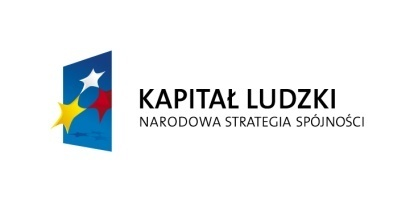 KAPITAŁ LUDZKI
NARODOWA STRATEGIA SPÓJNOŚCI